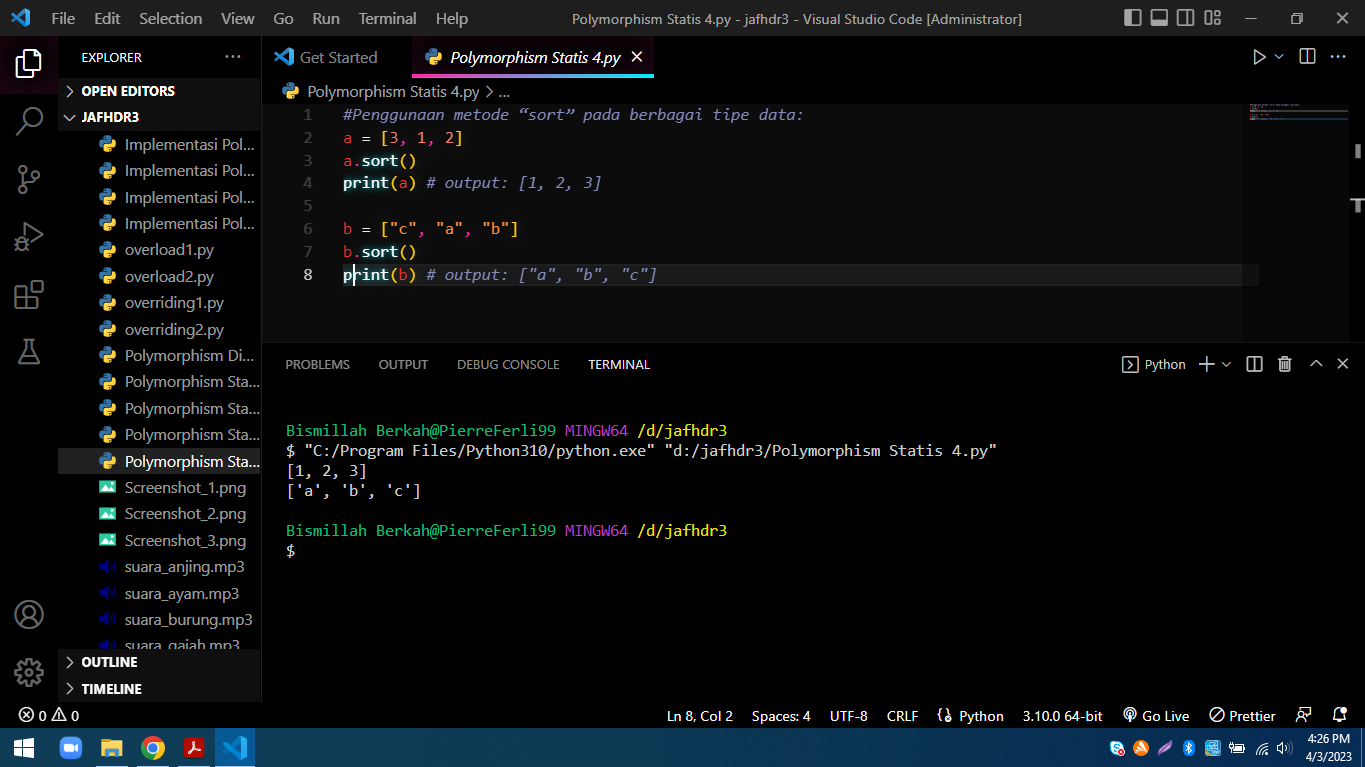 File Edit Selection View Go Run Terminal Help Polymorphism Statis 4.py - jafhdr3 - Visual Studio Code [Administrator]
EXPLORER ...
OPEN EDITORS
JAFHDR3
Implementasi Pol...
Implementasi Pol...
Implementasi Pol...
Implementasi Pol...
overload1.py
overload2.py
overriding1.py
overriding2.py
Polymorphism Di...
Polymorphism Sta...
Polymorphism Sta...
Polymorphism Sta...
Polymorphism Sta...
Screenshot_1.png
Screenshot_2.png
Screenshot_3.png
suara_anjing.mp3
suara_ayam.mp3
suara_burung.mp3
suara_gajah.mp3
OUTLINE
TIMELINE
Get Started Polymorphism Statis 4.py
Polymorphism Statis 4.py > ...
1 #Penggunaan metode “sort” pada berbagai tipe data:
2 a = [3, 1, 2]
3 a.sort()
4 print(a) # output: [1, 2, 3]
5
6 b = ["c", "a", "b"]
7 b.sort()
8 print(b) # output: ["a", "b", "c"]
PROBLEMS OUTPUT DEBUG CONSOLE TERMINAL Python
Bismillah Berkah@PierreFerli99 MINGW64 /d/jafhdr3
$ "C:/Program Files/Python310/python.exe" "d:/jafhdr3/Polymorphism Statis 4.py"
[1, 2, 3]
['a', 'b', 'c']
Bismillah Berkah@PierreFerli99 MINGW64 /d/jafhdr3
$
0 0 Ln 8, Col 2 Spaces: 4 UTF-8 CRLF Python 3.10.0 64-bit Go Live Prettier
4:26 PM
4/3/2023